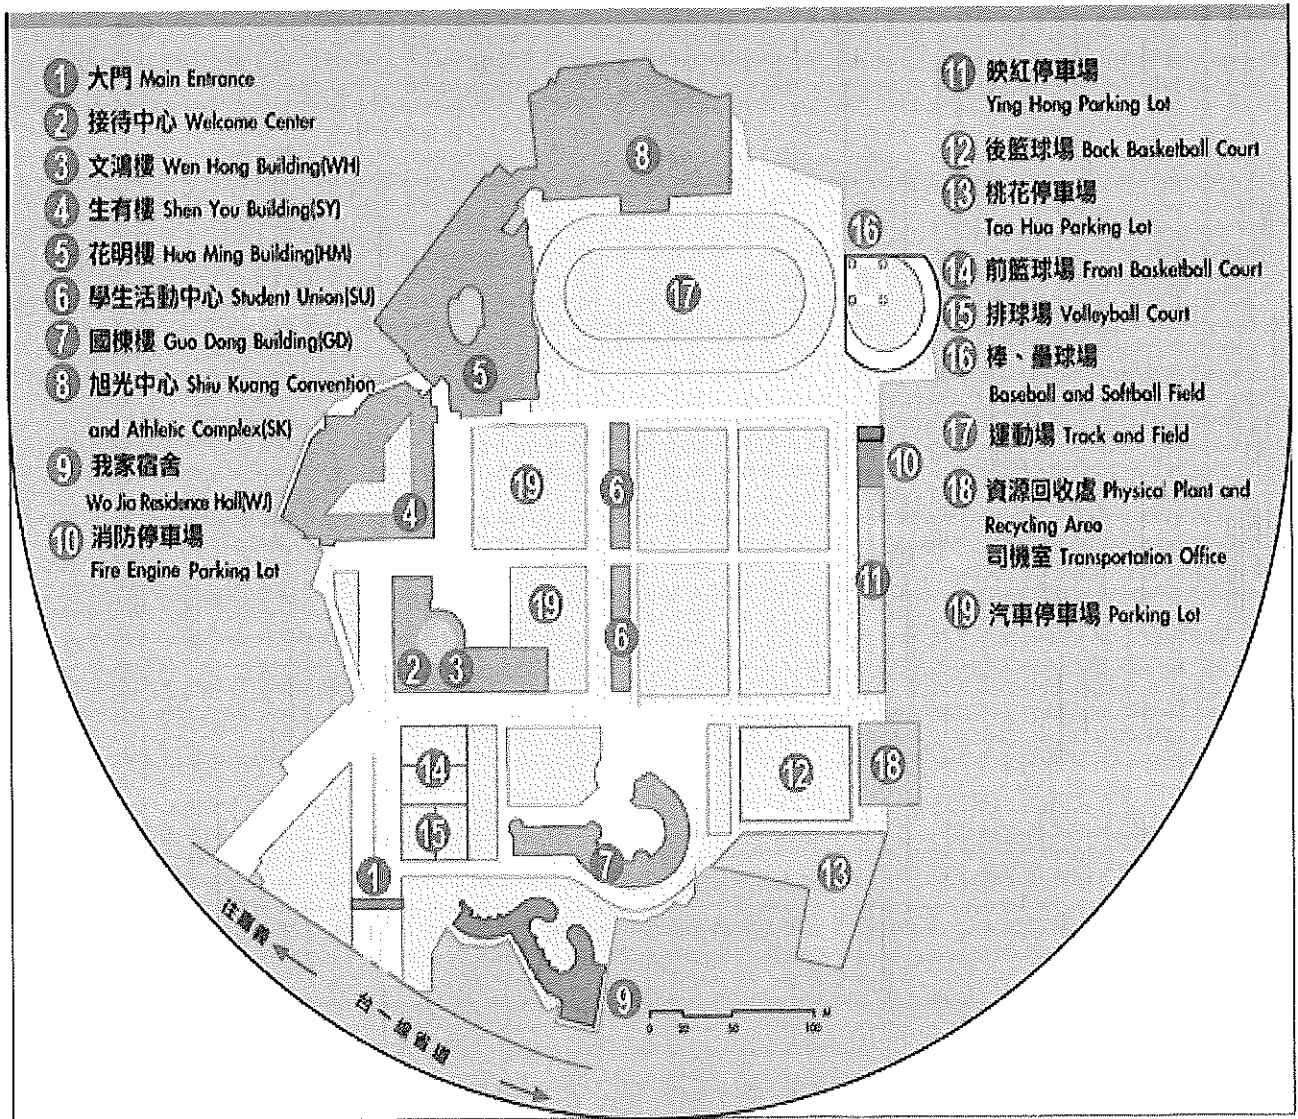 1 大門 Main Entrance
2 接待中心 Welcome Center
3 文鴻樓 Wen Hong Building(WH)
4 生有樓 Shen You Building(SY)
5 花明樓 Hua Ming Building(HM)
6 學生活動中心 Student Union(SU)
7 國棟樓 Guo Dong Building(GD)
8 旭光中心 Shiu Kuang Convention
and Athletic Complex(SK)
9 我家宿舍
Wo Jia Residence Hall(WJ)
10 消防停車場
Fire Engine Parking Lot
11 映紅停車場
Ying Hong Parking Lot
12 後籃球場 Back Basketball Court
13 桃花停車場
Tao Hua Parking Lot
14 前籃球場 Front Basketball Court
15 排球場 Volleyball Court
16 棒、壘球場
Baseball and Softball Field
17 運動場 Track and Field
18 資源回收處 Physical Plant and
Recycling Area
司機室 Transportation Office
19 汽車停車場 Parking Lot
8
16
17
5
19
6
10
4
19
11
6
2 3
14
12
18
15
7
13
1
9
往嘉義
台一線省道
0 50 100 M